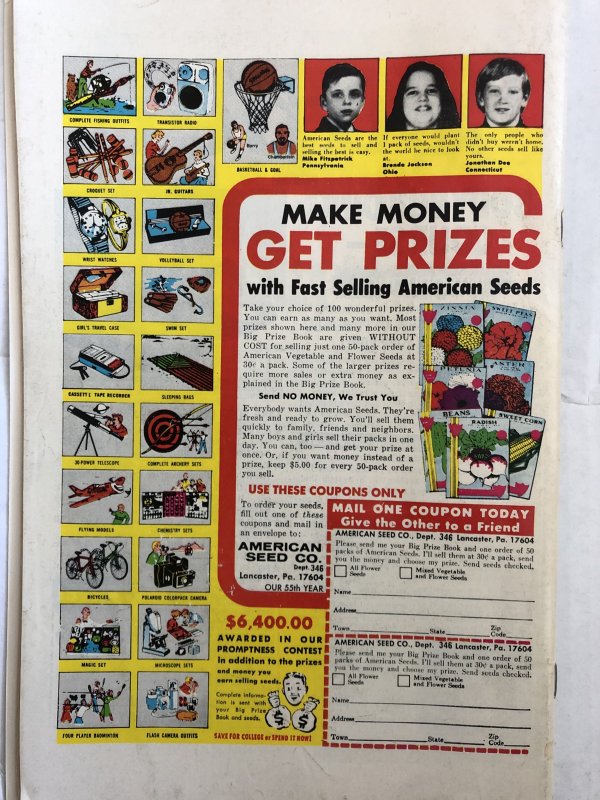 COMPLETE FISHING OUTFITS
TRANSISTOR RADIO
CROQUET SET
JR. GUITARS
WRIST WATCHES
VOLLEYBALL SET
GIRL'S TRAVEL CASE
SWIM SET
CASSETTE TAPE RECORDER
SLEEPING BAGS
30-POWER TELESCOPE
COMPLETE ARCHERY SETS
FLYING MODELS
CHEMISTRY SETS
BICYCLES
POLAROID COLORPACK CAMERA
MAGIC SET
MICROSCOPE SETS
FOUR PLAYER BADMINTON
FLASH CAMERA OUTFITS
Barry
Chamberlain
BASKETBALL & GOAL
American Seeds are the
best seeds to sell and
selling the best is easy.
Mike Fitzpatrick
Pennsylvania
If everyone would plant
1 pack of seeds, wouldn't
the world be nice to look
at.
Brenda Jackson
Ohio
The only people who
didn't buy weren't home.
No other seeds sell like
yours.
Jonathan Doe
Connecticut
MAKE MONEY
GET PRIZES
with Fast Selling American Seeds
Take your choice of 100 wonderful prizes.
You can earn as many as you want. Most
prizes shown here and many more in our
Big Prize Book are given WITHOUT
COST for selling just one 50-pack order of
American Vegetable and Flower Seeds at
30¢ a pack. Some of the larger prizes re-
quire more sales or extra money as ex-
plained in the Big Prize Book.
Send NO MONEY, We Trust You
Everybody wants American Seeds. They're
fresh and ready to grow. You'll sell them
quickly to family, friends and neighbors.
Many boys and girls sell their packs in one
day. You can, too — and get your prize at
once. Or, if you want money instead of a
prize, keep $5.00 for every 50-pack order
you sell.
ZINNIA
SWEET PEAS
PETUNIA
ASTER
BEANS
RADISH
SWEET CORN
USE THESE COUPONS ONLY
To order your seeds,
fill out one of these
coupons and mail in
an envelope to:
AMERICAN
SEED CO.
Dept. 346
Lancaster, Pa. 17604
OUR 55th YEAR
$6,400.00
AWARDED IN OUR
PROMPTNESS CONTEST
In addition to the prizes
and money you
earn selling seeds.
Complete informa-
tion is sent with
your Big Prize
Book and seeds.
SAVE FOR COLLEGE or SPEND IT NOW!
MAIL ONE COUPON TODAY
Give the Other to a Friend
AMERICAN SEED CO., Dept. 346 Lancaster, Pa. 17604
Please send me your Big Prize Book and one order of 50
packs of American Seeds. I'll sell them at 30¢ a pack, send
you the money and choose my prize. Send seeds checked.
All Flower Seeds
Mixed Vegetable and Flower Seeds
Name
Address
Town State Zip Code
AMERICAN SEED CO., Dept. 346 Lancaster, Pa. 17604
Please send me your Big Prize Book and one order of 50
packs of American Seeds. I'll sell them at 30¢ a pack, send
you the money and choose my prize. Send seeds checked.
All Flower Seeds
Mixed Vegetable and Flower Seeds
Name
Address
Town State Zip Code